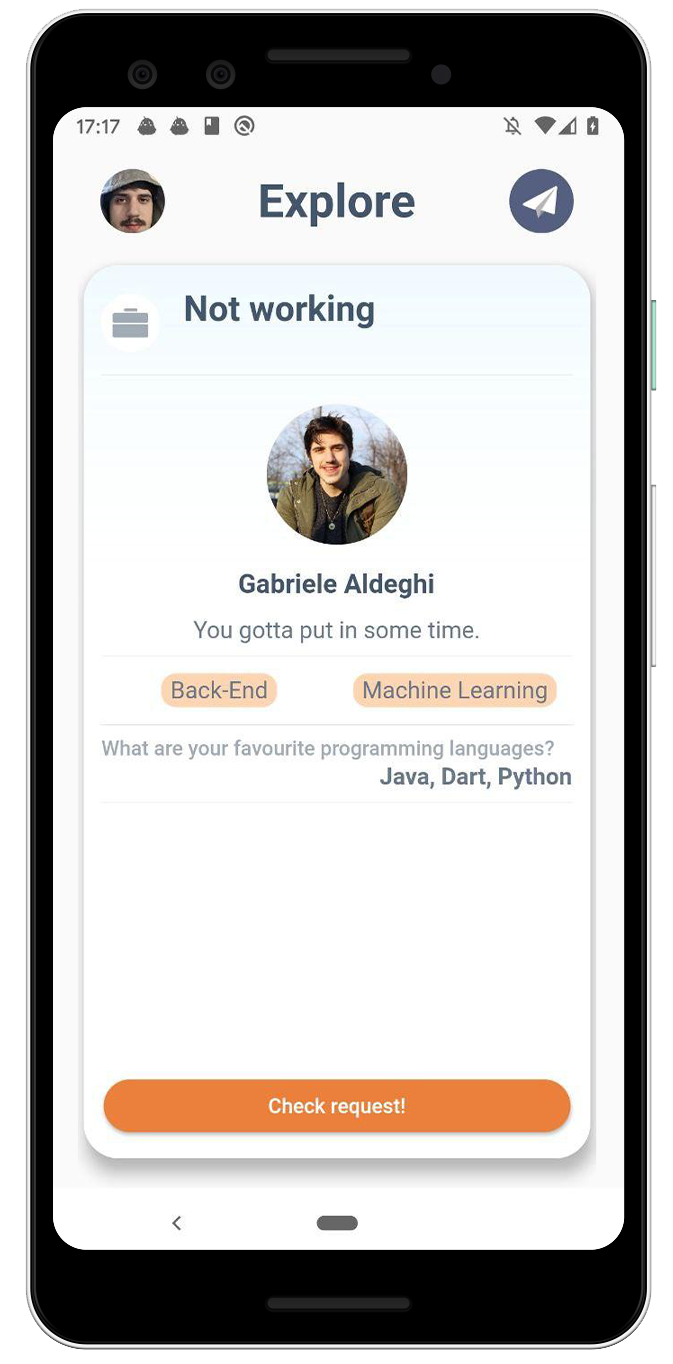 17:17
Explore
Not working
Gabriele Aldeghi
You gotta put in some time.
Back-End Machine Learning
What are your favourite programming languages?
Java, Dart, Python
Check request!